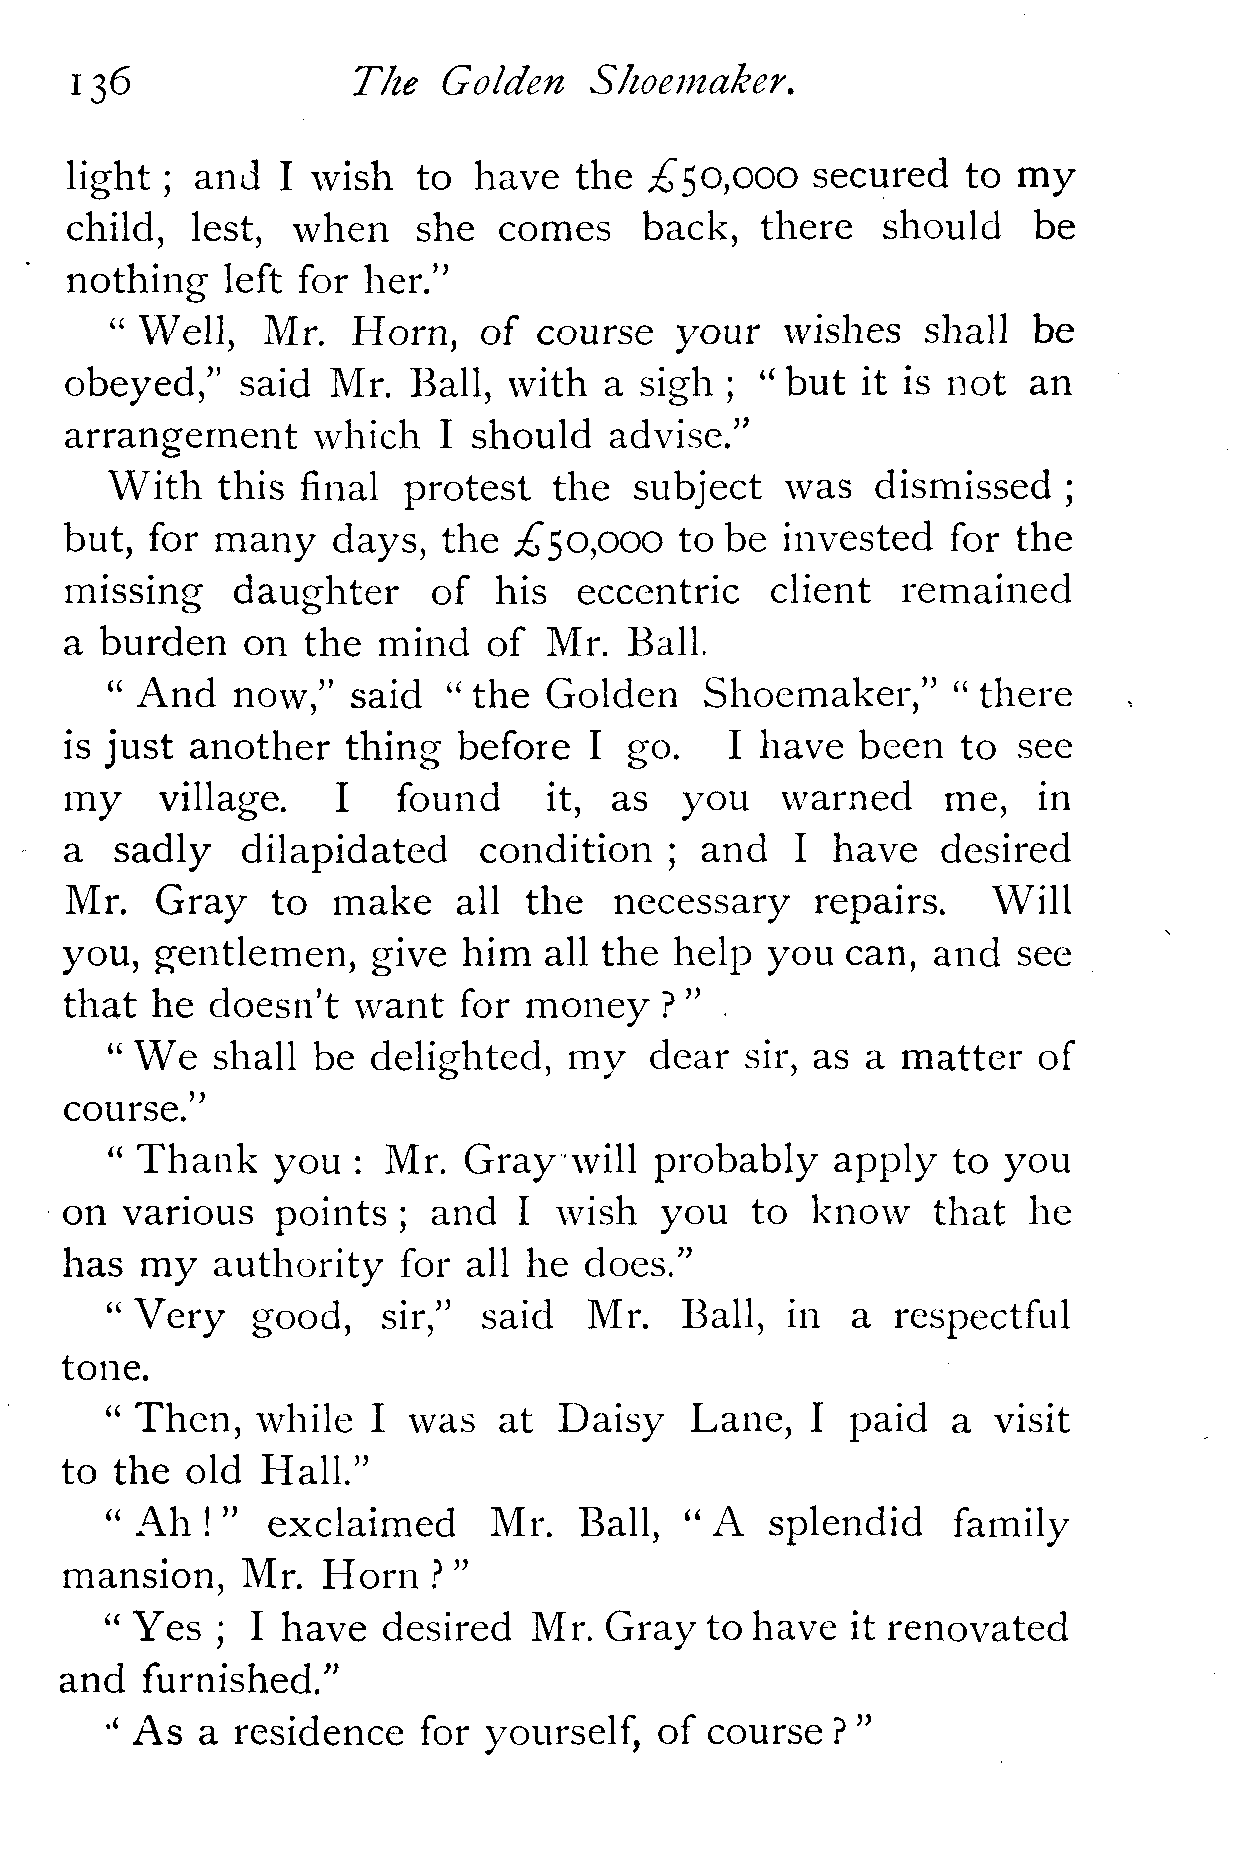 136 The Golden Shoemaker.
light ; and I wish to have the £50,000 secured to my
child, lest, when she comes back, there should be
nothing left for her.”
“ Well, Mr. Horn, of course your wishes shall be
obeyed,” said Mr. Ball, with a sigh ; “ but it is not an
arrangement which I should advise.”
With this final protest the subject was dismissed ;
but, for many days, the £50,000 to be invested for the
missing daughter of his eccentric client remained
a burden on the mind of Mr. Ball.
“ And now,” said “ the Golden Shoemaker,” “ there
is just another thing before I go. I have been to see
my village. I found it, as you warned me, in
a sadly dilapidated condition ; and I have desired
Mr. Gray to make all the necessary repairs. Will
you, gentlemen, give him all the help you can, and see
that he doesn’t want for money ? ”
“ We shall be delighted, my dear sir, as a matter of
course.”
“ Thank you : Mr. Gray will probably apply to you
on various points ; and I wish you to know that he
has my authority for all he does.”
“ Very good, sir,” said Mr. Ball, in a respectful
tone.
“ Then, while I was at Daisy Lane, I paid a visit
to the old Hall.”
“ Ah ! ” exclaimed Mr. Ball, “ A splendid family
mansion, Mr. Horn ? ”
“ Yes ; I have desired Mr. Gray to have it renovated
and furnished.”
“ As a residence for yourself, of course ? ”